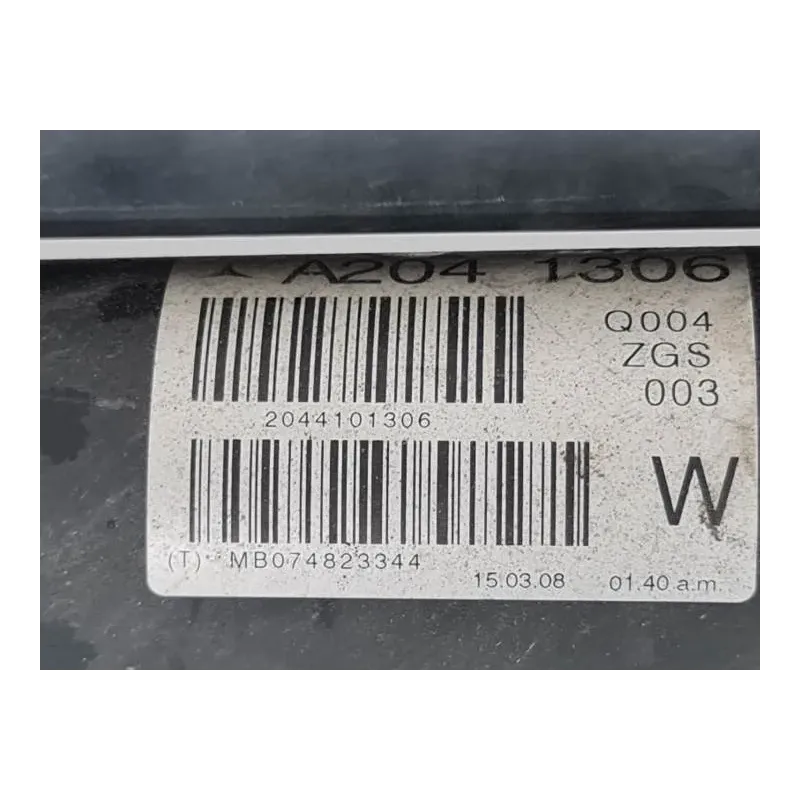 A204 1306
Q004
ZGS
003
2044101306
W
(T) MB074823344
15.03.08 01.40 a.m.